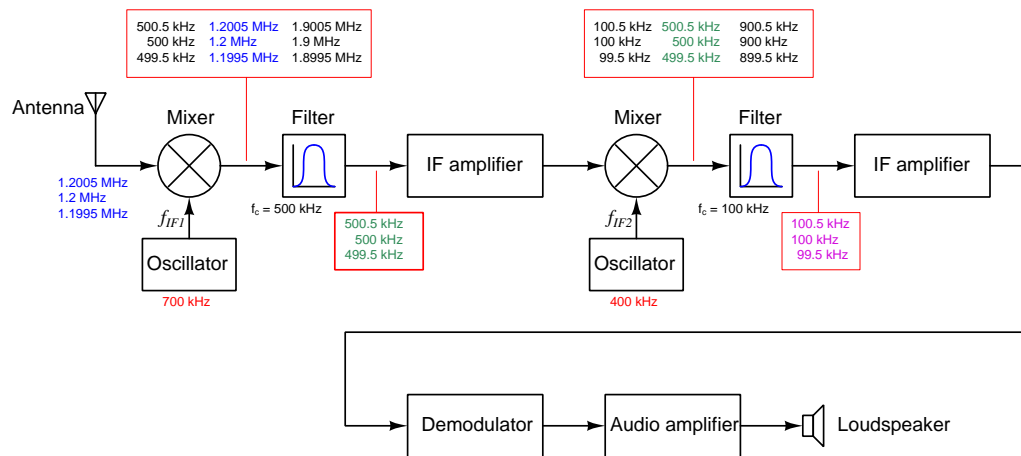 500.5 kHz 1.2005 MHz 1.9005 MHz
500 kHz 1.2 MHz 1.9 MHz
499.5 kHz 1.1995 MHz 1.8995 MHz
100.5 kHz 500.5 kHz 900.5 kHz
100 kHz 500 kHz 900 kHz
99.5 kHz 499.5 kHz 899.5 kHz
Antenna
Mixer
Filter
IF amplifier
Mixer
Filter
IF amplifier
1.2005 MHz
1.2 MHz
1.1995 MHz
f_IF1
f_c = 500 kHz
500.5 kHz
500 kHz
499.5 kHz
f_IF2
f_c = 100 kHz
100.5 kHz
100 kHz
99.5 kHz
Oscillator
700 kHz
Oscillator
400 kHz
Demodulator
Audio amplifier
Loudspeaker